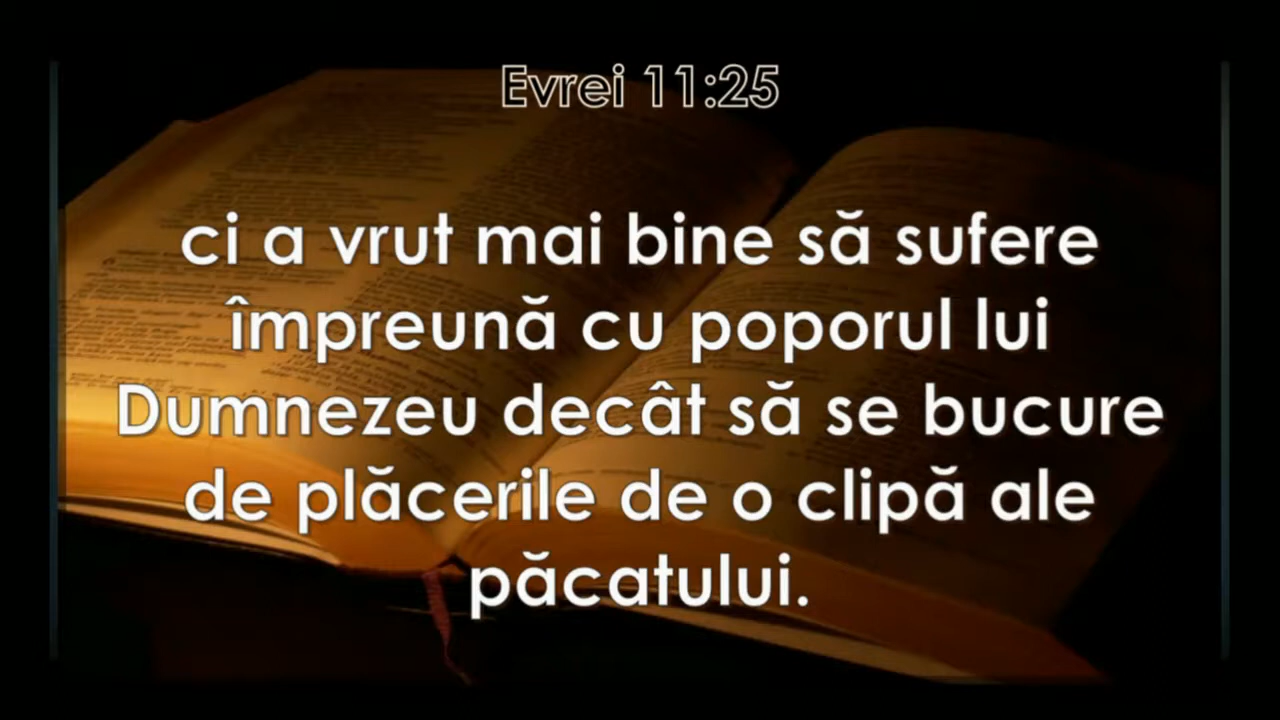 Evrei 11:25
ci a vrut mai bine să sufere
împreună cu poporul lui
Dumnezeu decât să se bucure
de plăcerile de o clipă ale
păcatului.